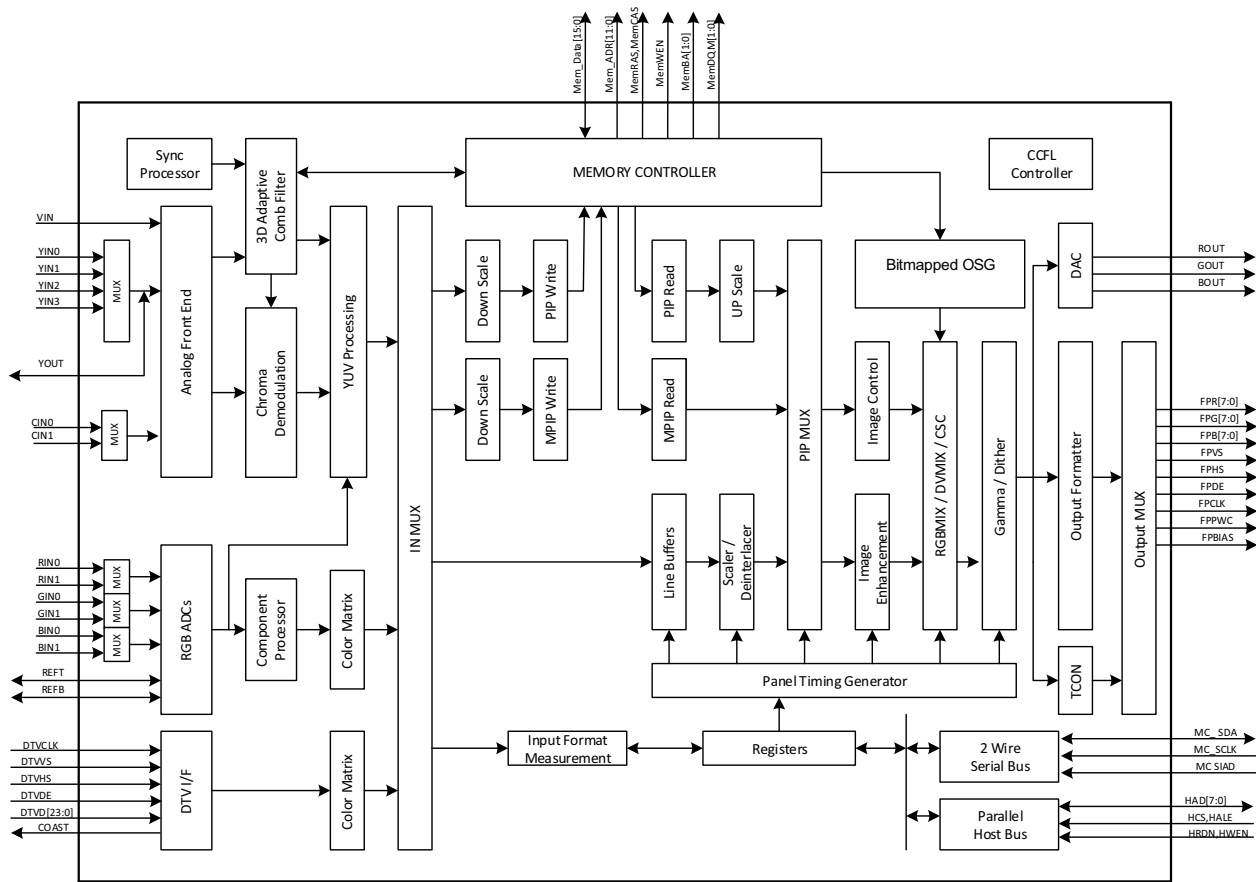 Mem_Data[15:0]
Mem_ADR[11:0]
MemRAS,MemCAS
MemWEN
MemBA[1:0]
MemDQM[1:0]
Sync
Processor
3D Adaptive
Comb Filter
MEMORY CONTROLLER
CCFL
Controller
VIN
YIN0
YIN1
YIN2
YIN3
MUX
YOUT
CIN0
CIN1
MUX
Analog Front End
Chroma
Demodulation
YUV Processing
IN MUX
Down Scale
PIP Write
PIP Read
UP Scale
Down Scale
MPIP Write
MPIP Read
PIP MUX
Bitmapped OSG
Image Control
RGBMIX / DVMIX / CSC
Gamma / Dither
DAC
ROUT
GOUT
BOUT
Output Formatter
Output MUX
FPR[7:0]
FPG[7:0]
FPB[7:0]
FPVS
FPHS
FPDE
FPCLK
FPPWC
FPBIAS
RIN0
RIN1
GIN0
GIN1
BIN0
BIN1
MUX
MUX
MUX
REFT
REFB
RGB ADCs
Component
Processor
Color Matrix
Line Buffers
Scaler /
Deinterlacer
Image
Enhancement
Panel Timing Generator
TCON
DTVCLK
DTVVS
DTVHS
DTVDE
DTVD[23:0]
COAST
DTV I/F
Color Matrix
Input Format
Measurement
Registers
2 Wire
Serial Bus
MC_SDA
MC_SCLK
MC SIAD
Parallel
Host Bus
HAD[7:0]
HCS,HALE
HRDN,HWEN